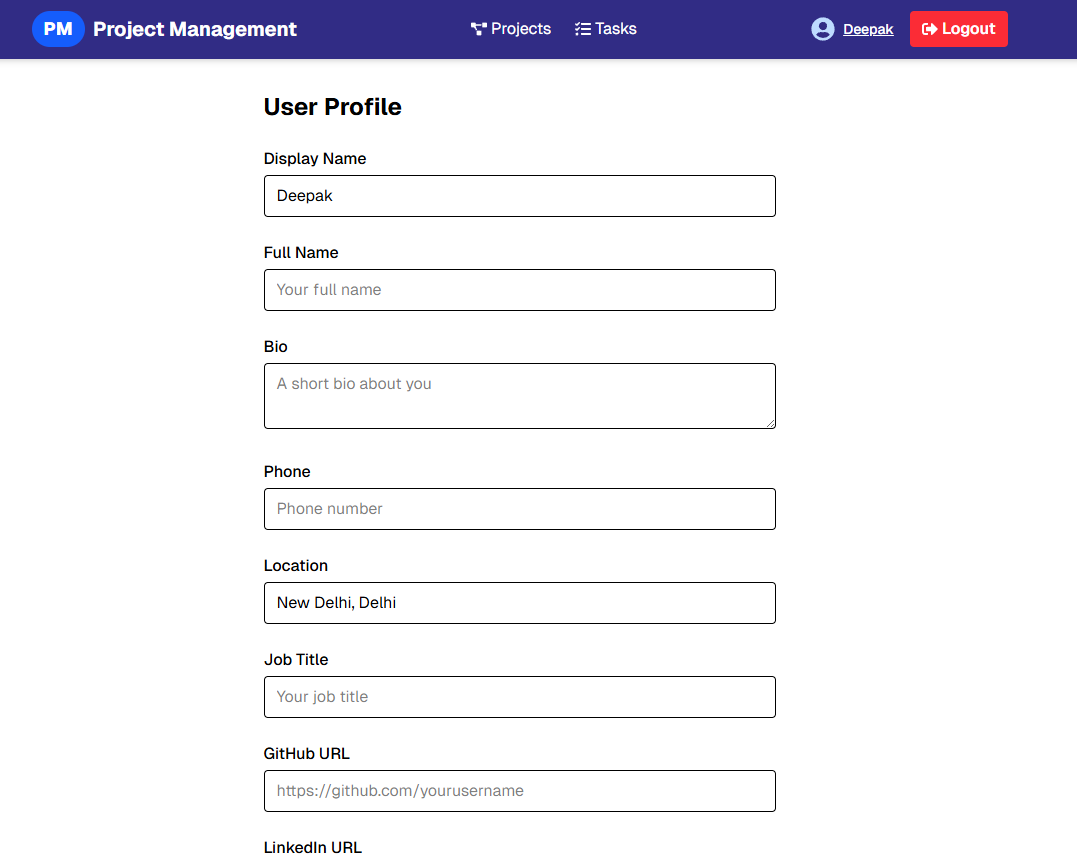 PM Project Management Projects Tasks Deepak Logout
User Profile
Display Name
Deepak
Full Name
Your full name
Bio
A short bio about you
Phone
Phone number
Location
New Delhi, Delhi
Job Title
Your job title
GitHub URL
https://github.com/yourusername
LinkedIn URL